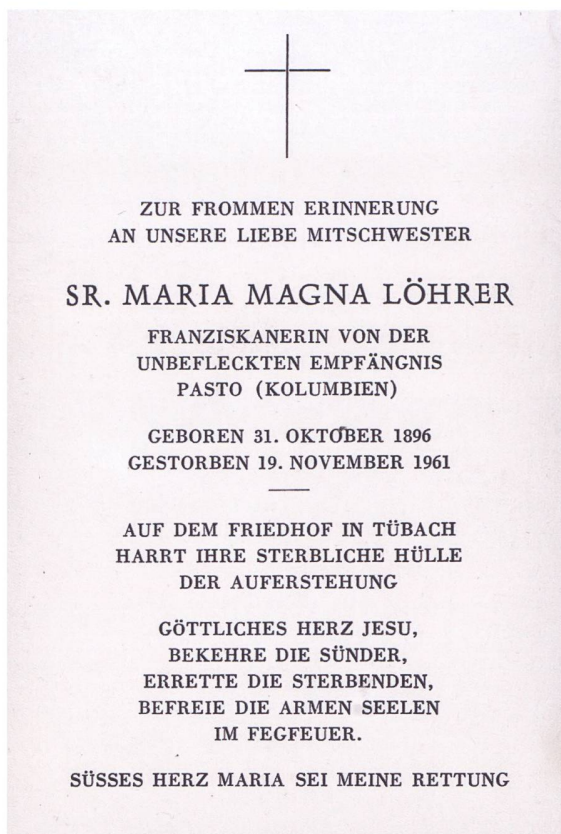 ZUR FROMMEN ERINNERUNG
AN UNSERE LIEBE MITSCHWESTER
SR. MARIA MAGNA LÖHRER
FRANZISKANERIN VON DER
UNBEFLECKTEN EMPFÄNGNIS
PASTO (KOLUMBIEN)
GEBOREN 31. OKTOBER 1896
GESTORBEN 19. NOVEMBER 1961
AUF DEM FRIEDHOF IN TÜBACH
HARRT IHRE STERBLICHE HÜLLE
DER AUFERSTEHUNG
GÖTTLICHES HERZ JESU,
BEKEHRE DIE SÜNDER,
ERRETTE DIE STERBENDEN,
BEFREIE DIE ARMEN SEELEN
IM FEGFEUER.
SÜSSES HERZ MARIA SEI MEINE RETTUNG